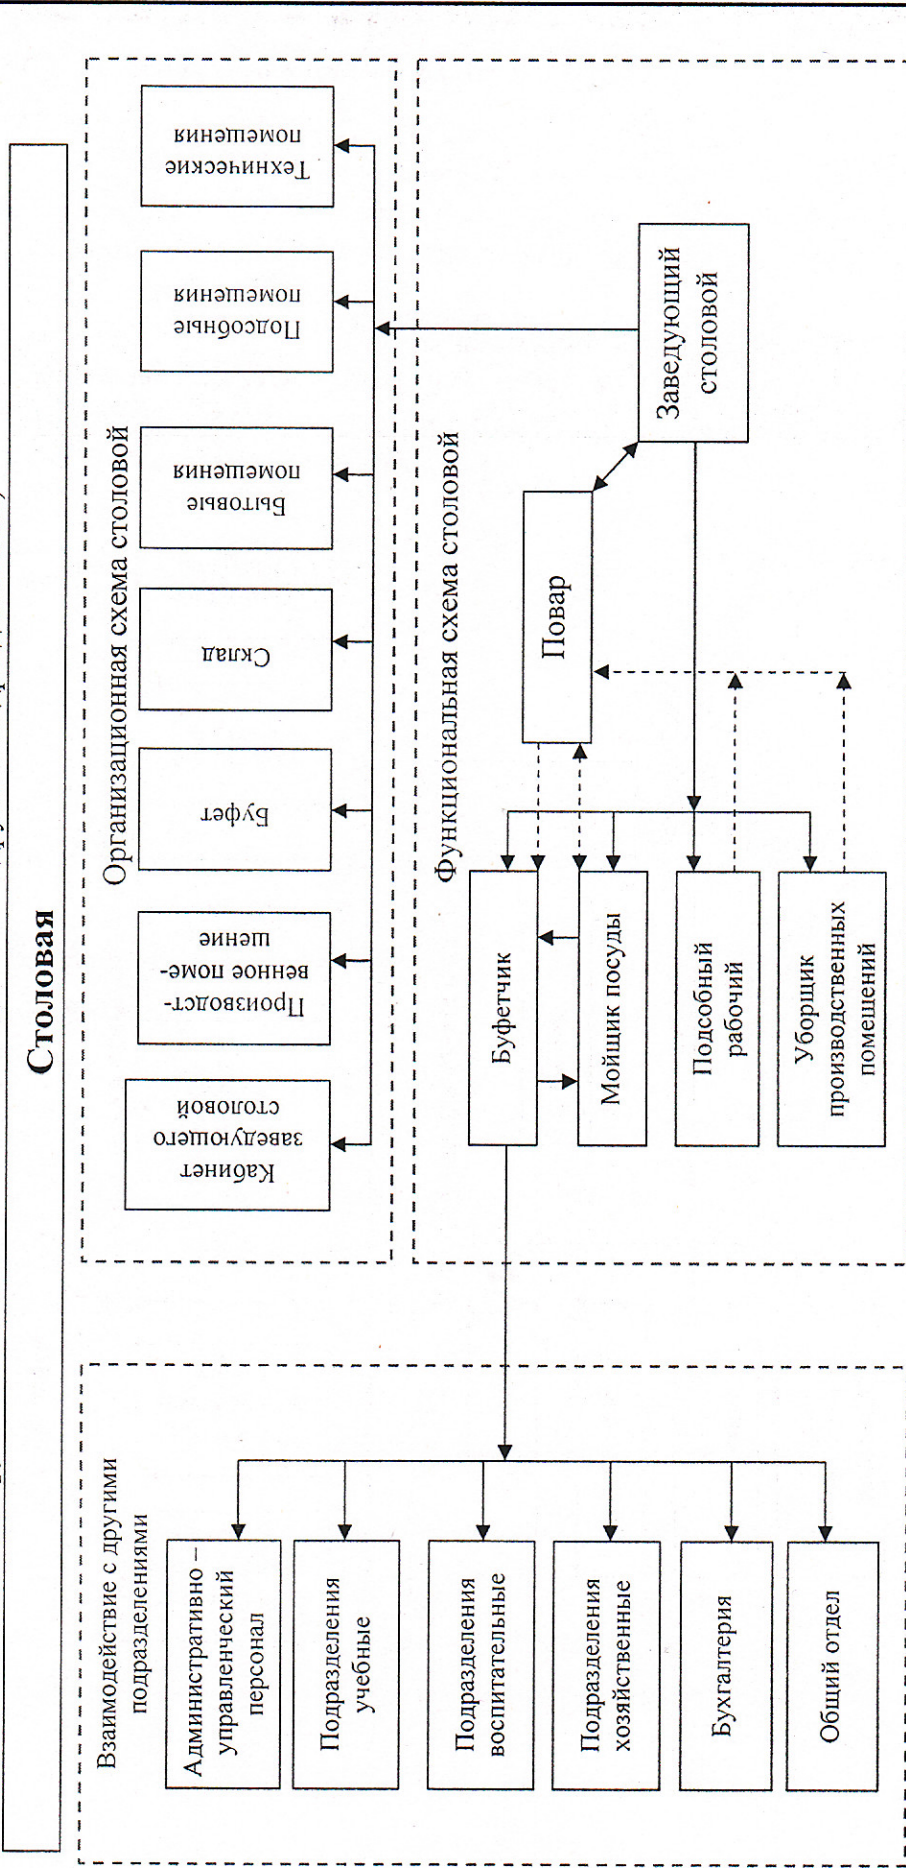 Столовая
Взаимодействие с другими
подразделениями
Административно –
управленческий
персонал
Подразделения
учебные
Подразделения
воспитательные
Подразделения
хозяйственные
Бухгалтерия
Общий отдел
Организационная схема столовой
Кабинет
заведующего
столовой
Производст-
венное поме-
шение
Буфет
Склад
Бытовые
помещения
Подсобные
помещения
Технические
помещения
Функциональная схема столовой
Буфетчик
Мойщик посуды
Подсобный
рабочий
Уборщик
производственных
помешений
Повар
Заведующий
столовой